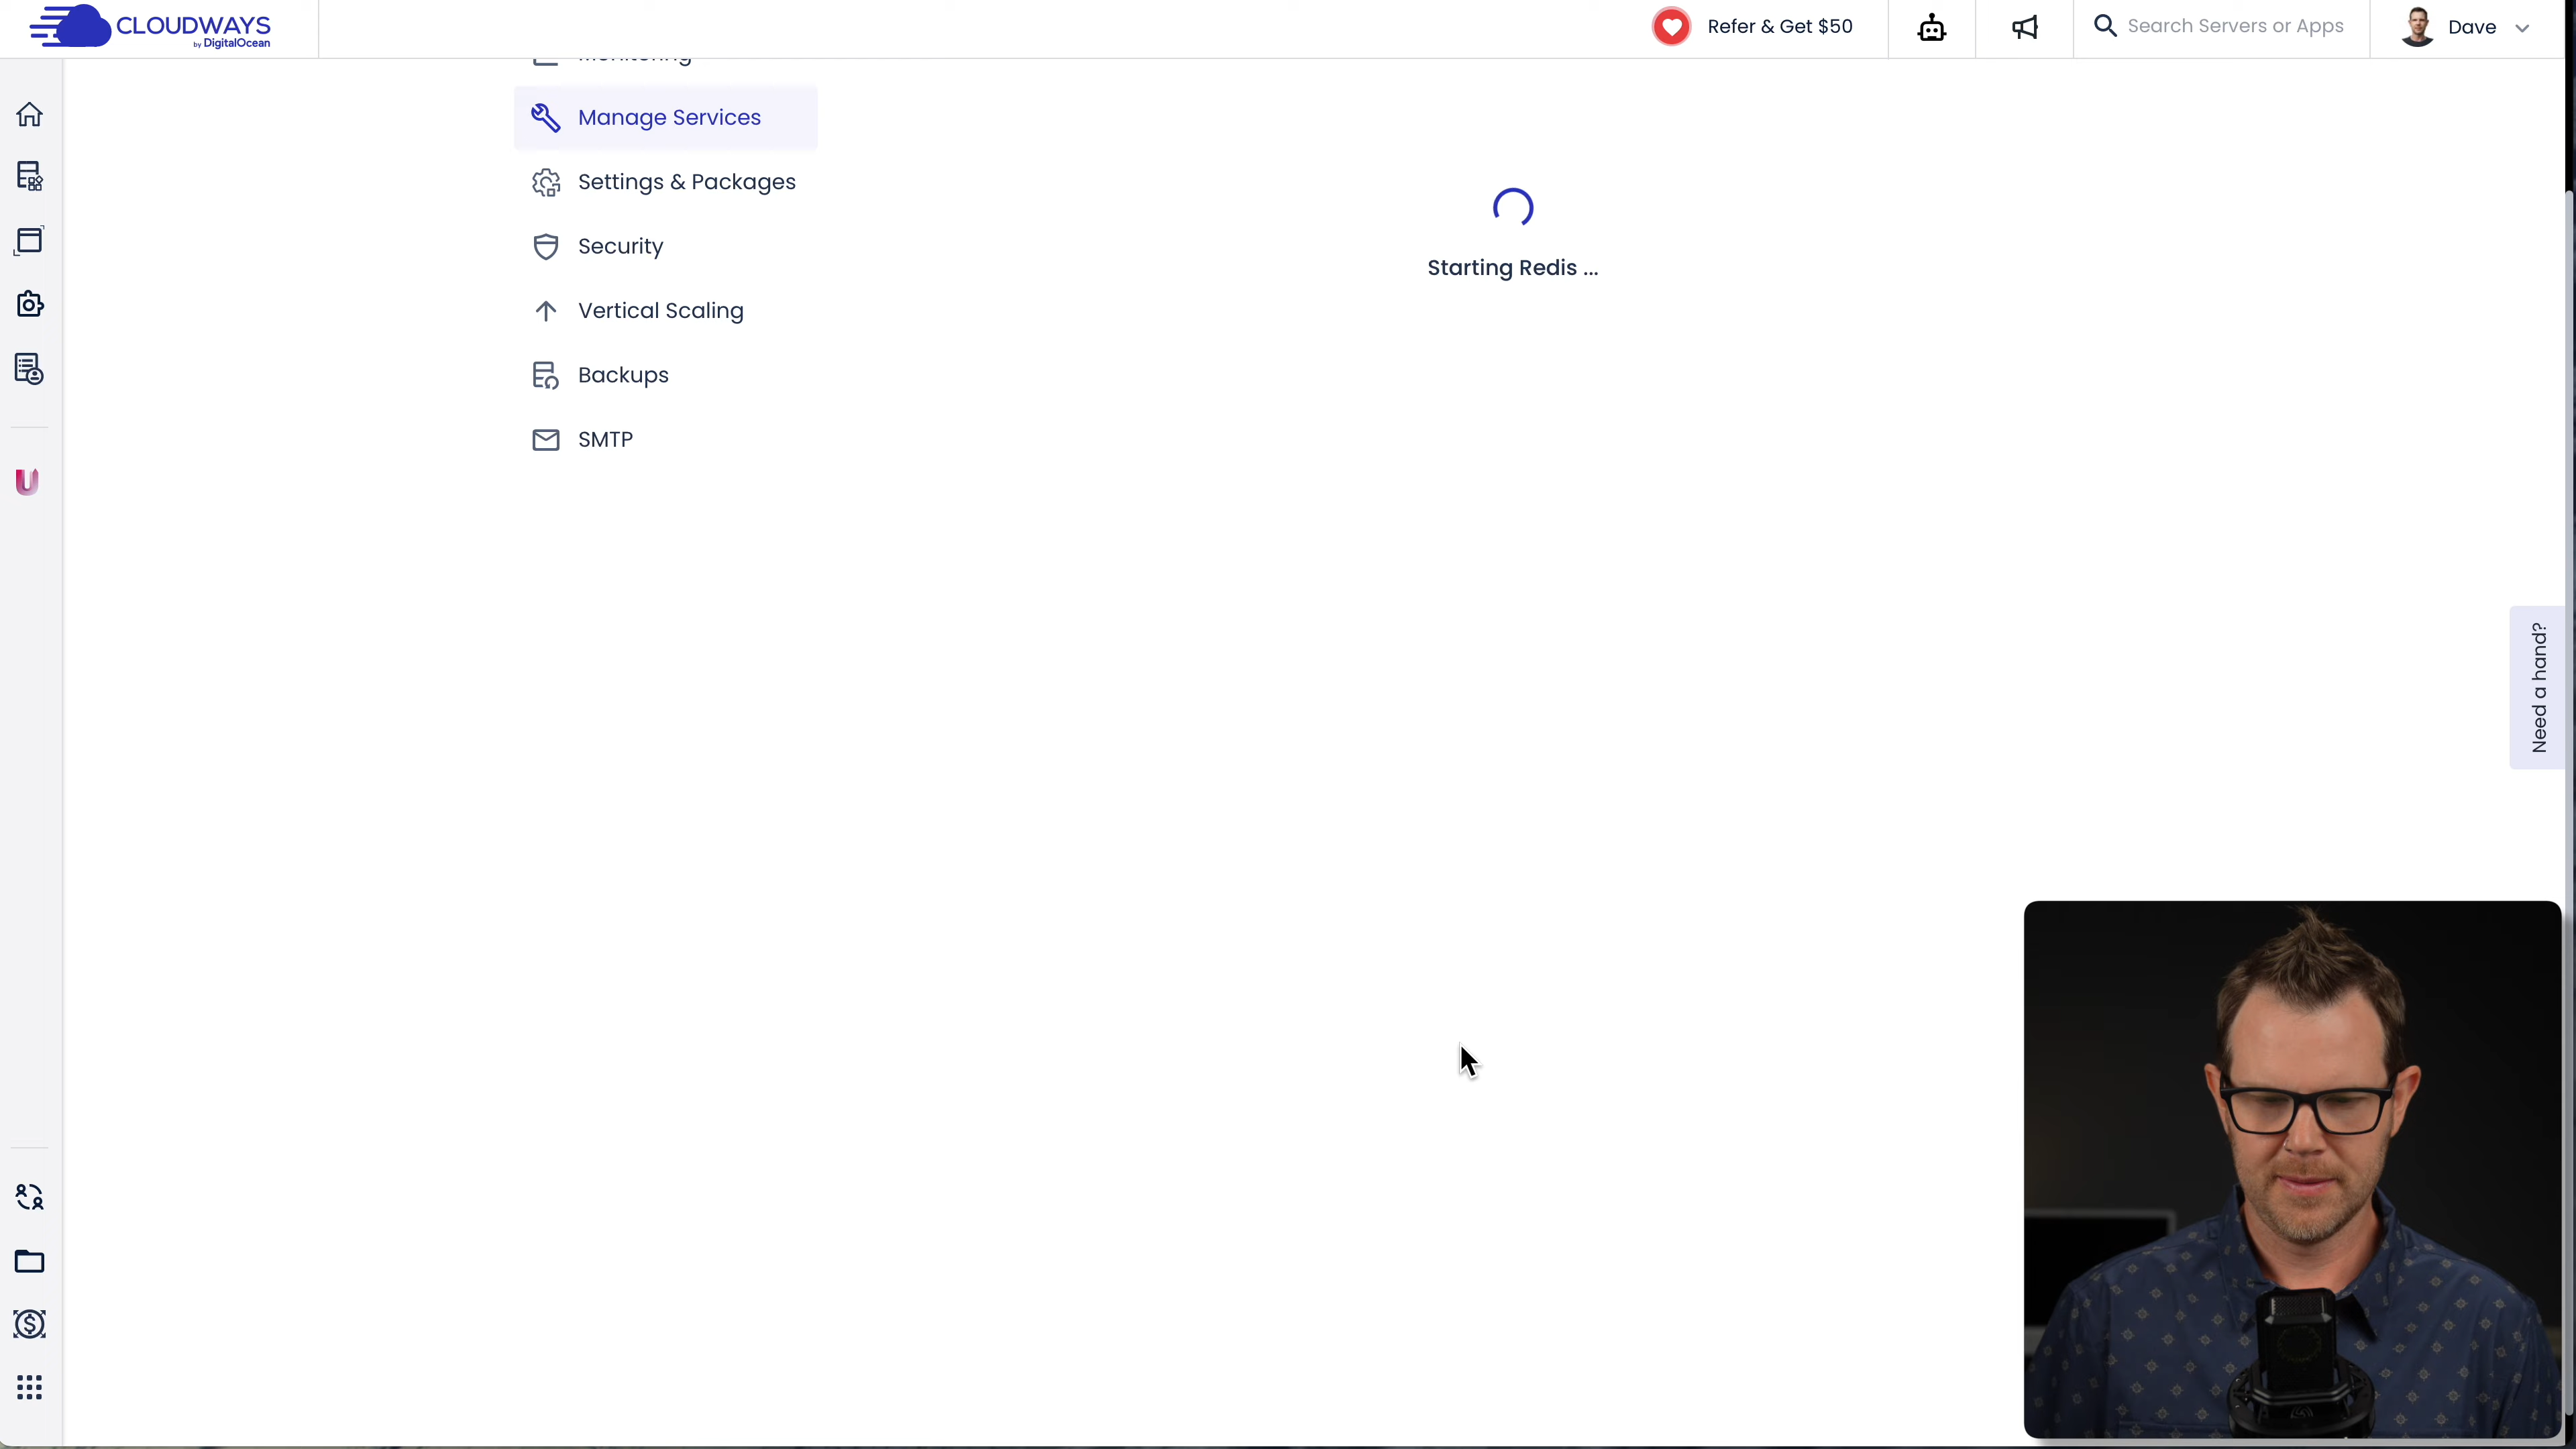 CLOUDWAYS
by DigitalOcean
Refer & Get $50
Search Servers or Apps
Dave
Monitoring
Manage Services
Settings & Packages
Security
Vertical Scaling
Backups
SMTP
Starting Redis ...
Need a hand?